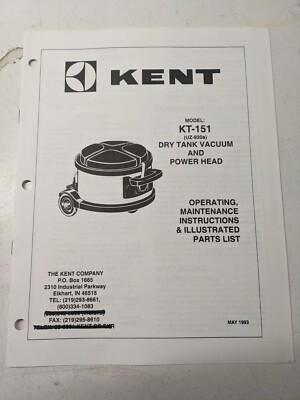 KENT
MODEL:
KT-151
(UZ-930s)
DRY TANK VACUUM
AND
POWER HEAD
OPERATING,
MAINTENANCE
INSTRUCTIONS
& ILLUSTRATED
PARTS LIST
THE KENT COMPANY
P.O. Box 1665
2310 Industrial Parkway
Elkhart, IN 46515
TEL: (219)293-8661,
(800)334-1083
FAX: (219)295-8610
MAY 1993